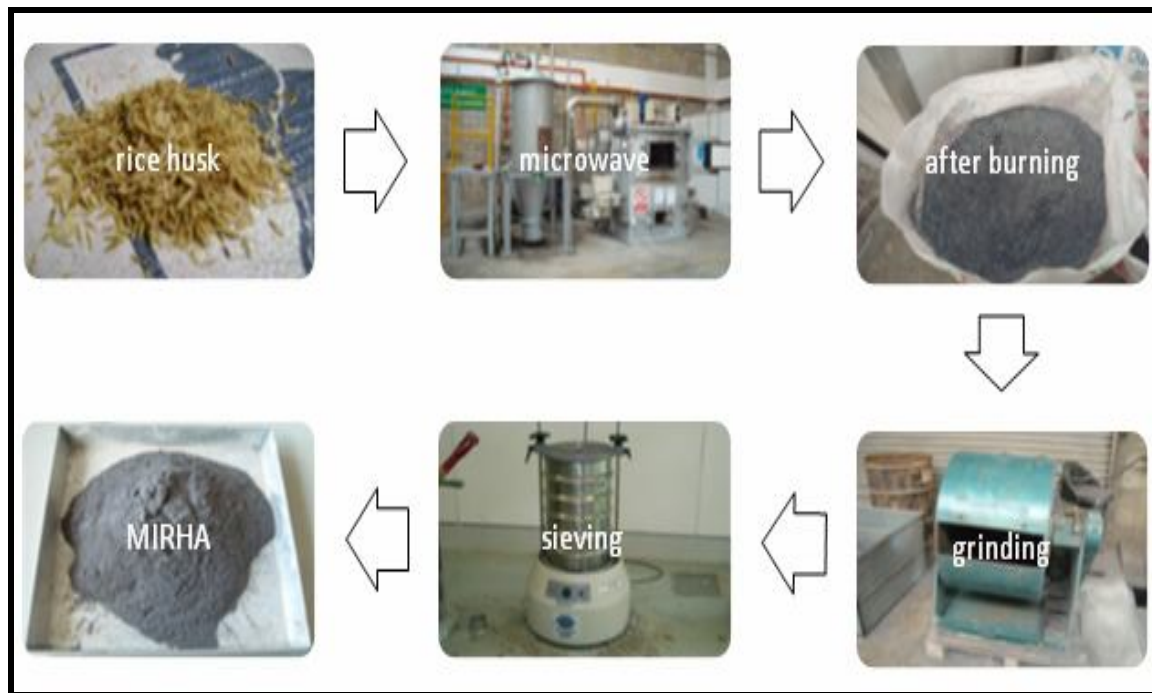 rice husk
microwave
after burning
grinding
sieving
MIRHA